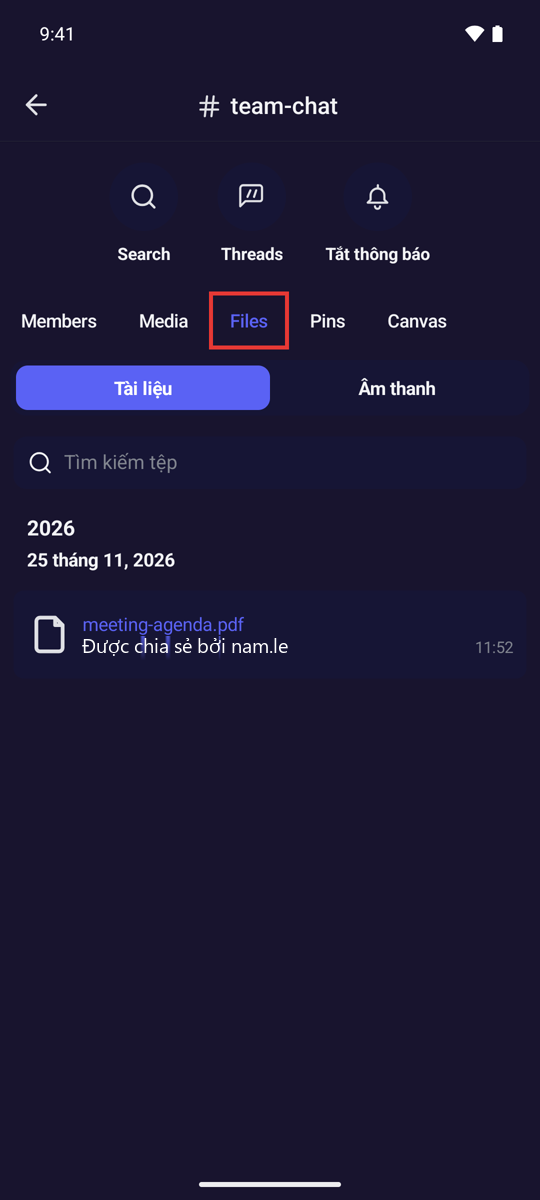 9:41
# team-chat
Search Threads Tắt thông báo
Members Media Files Pins Canvas
Tài liệu Âm thanh
Tìm kiếm tệp
2026
25 tháng 11, 2026
meeting-agenda.pdf
Được chia sẻ bởi nam.le 11:52